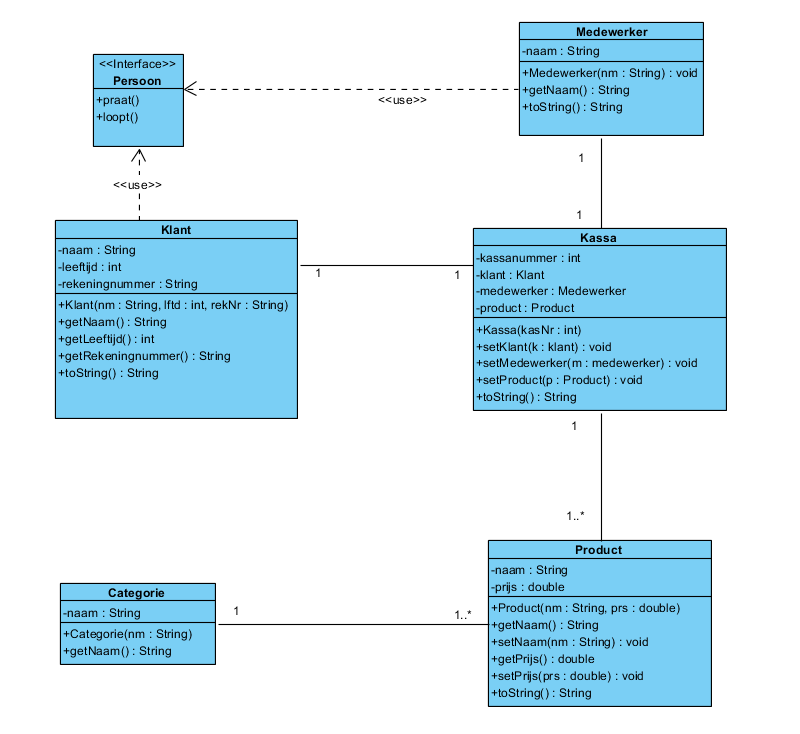 <<Interface>>
Persoon
+praat()
+loopt()
<<use>>
Medewerker
-naam : String
+Medewerker(nm : String) : void
+getNaam() : String
+toString() : String
<<use>>
1
1
Klant
-naam : String
-leeftijd : int
-rekeningnummer : String
+Klant(nm : String, lftd : int, rekNr : String)
+getNaam() : String
+getLeeftijd() : int
+getRekeningnummer() : String
+toString() : String
1
1
Kassa
-kassanummer : int
-klant : Klant
-medewerker : Medewerker
-product : Product
+Kassa(kasNr : int)
+setKlant(k : klant) : void
+setMedewerker(m : medewerker) : void
+setProduct(p : Product) : void
+toString() : String
1
1..*
Categorie
-naam : String
+Categorie(nm : String)
+getNaam() : String
1
1..*
Product
-naam : String
-prijs : double
+Product(nm : String, prs : double)
+getNaam() : String
+setNaam(nm : String) : void
+getPrijs() : double
+setPrijs(prs : double) : void
+toString() : String